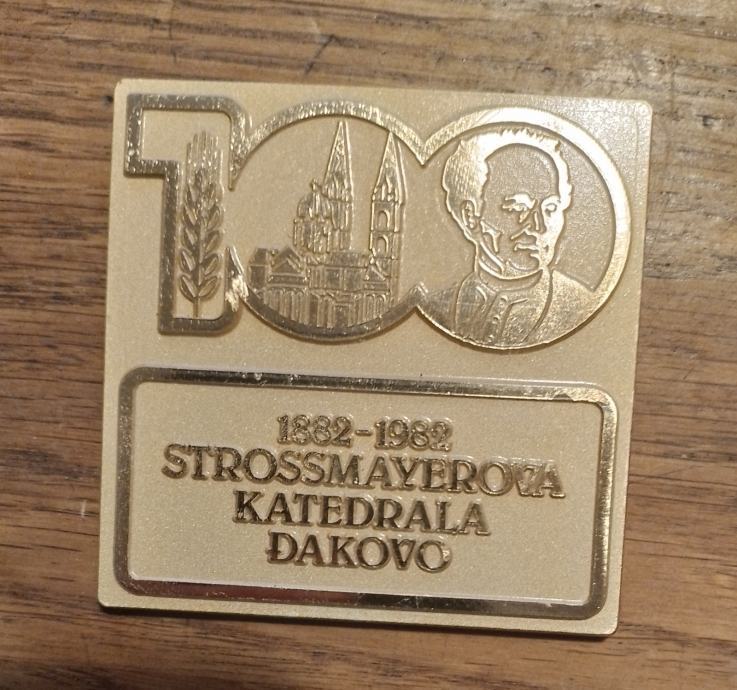 100
1882-1982
STROSSMAYEROVA
KATEDRALA
ĐAKOVO